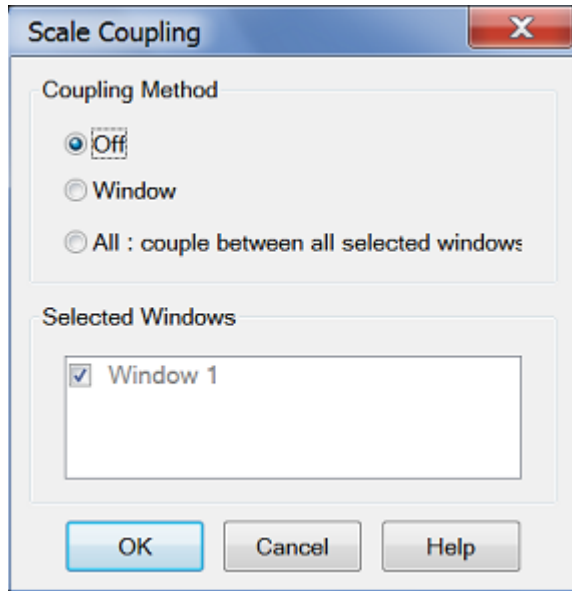 Scale Coupling
Coupling Method
Off
Window
All : couple between all selected windows
Selected Windows
Window 1
OK
Cancel
Help